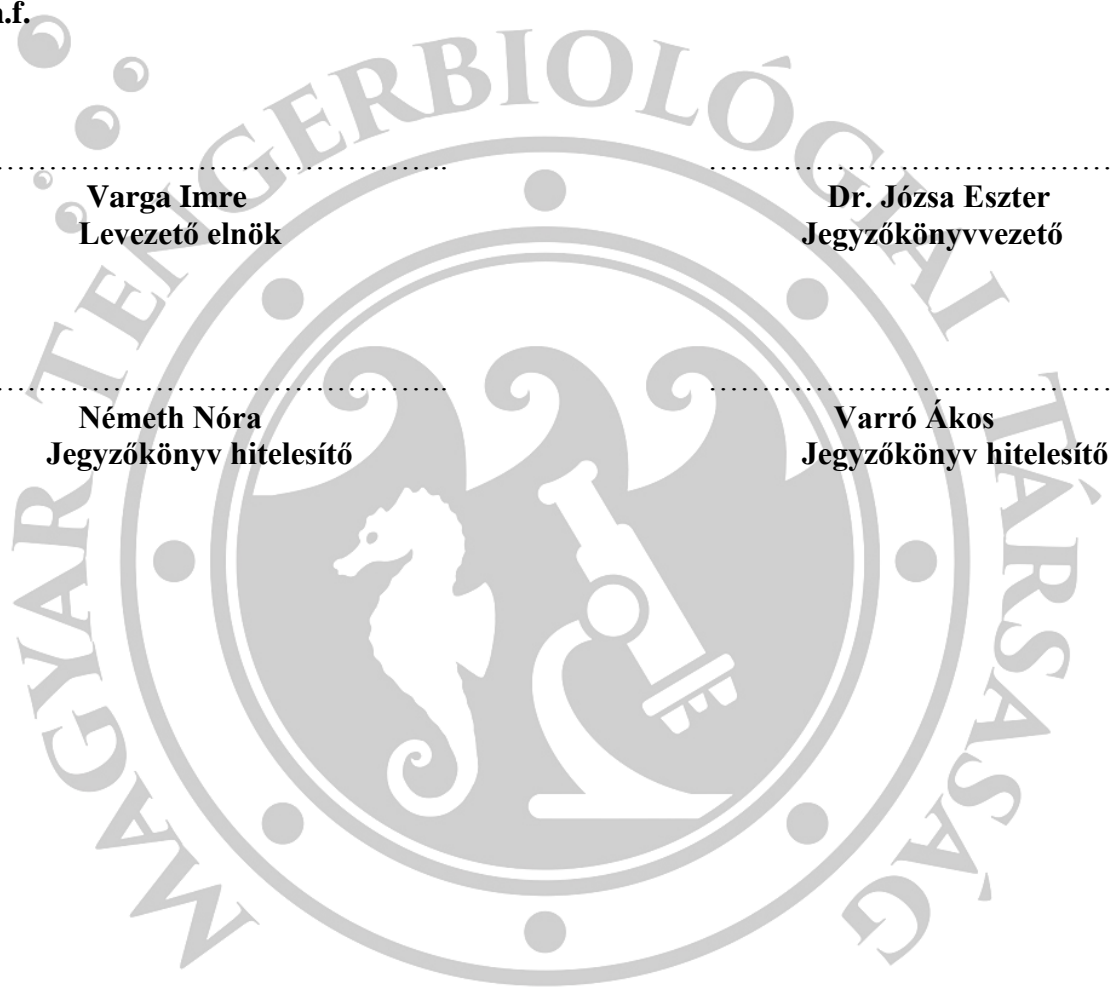 .f.
Varga Imre
Levezető elnök
Dr. Józsa Eszter
Jegyzőkönyvvezető
Németh Nóra
Jegyzőkönyv hitelesítő
Varró Ákos
Jegyzőkönyv hitelesítő
MAGYAR TENGERBIOLÓGIAI TÁRSASÁG